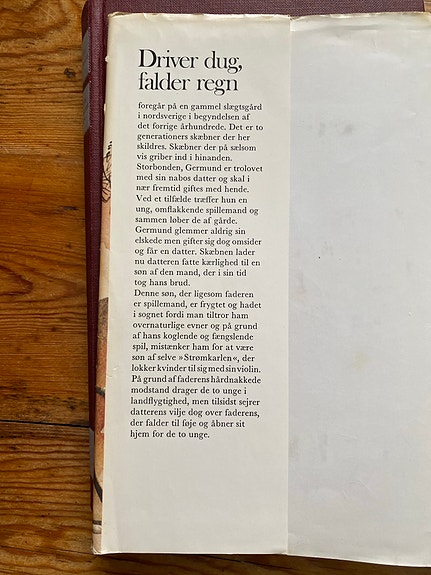 Driver dug,
falder regn
foregår på en gammel slægtsgård
i nordsverige i begyndelsen af
det forrige århundrede. Det er to
generationers skæbner der her
skildres. Skæbner der på sælsom
vis griber ind i hinanden.
Storbonden, Germund er trolovet
med sin nabos datter og skal i
nær fremtid giftes med hende.
Ved et tilfælde træffer hun en
ung, omflakkende spillemand og
sammen løber de af gårde.
Germund glemmer aldrig sin
elskede men gifter sig dog omsider
og får en datter. Skæbnen lader
nu datteren fatte kærlighed til en
søn af den mand, der i sin tid
tog hans brud.
Denne søn, der ligesom faderen
er spillemand, er frygtet og hadet
i sognet fordi man tiltror ham
overnaturlige evner og på grund
af hans koglende og fængslende
spil, mistænker ham for at være
søn af selve »Strømkarlen«, der
lokker kvinder til sig med sin violin.
På grund af faderens hårdnakkede
modstand drager de to unge i
landflygtighed, men tilsidst sejrer
datterens vilje dog over faderens,
der falder til føje og åbner sit
hjem for de to unge.